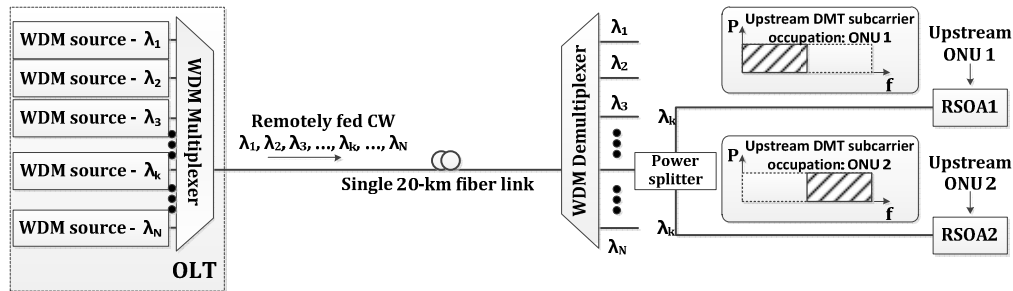 WDM source - λ1
WDM source - λ2
WDM source - λ3
WDM source - λk
WDM source - λN
WDM Multiplexer
OLT
Remotely fed CW
λ1, λ2, λ3, ...,λk, ..., λN
Single 20-km fiber link
WDM Demultiplexer
λ1
λ2
λ3
λN
λk
λk
Power
splitter
P
Upstream DMT subcarrier
occupation: ONU 1
f
P
Upstream DMT subcarrier
occupation: ONU 2
f
Upstream
ONU 1
RSOA1
Upstream
ONU 2
RSOA2